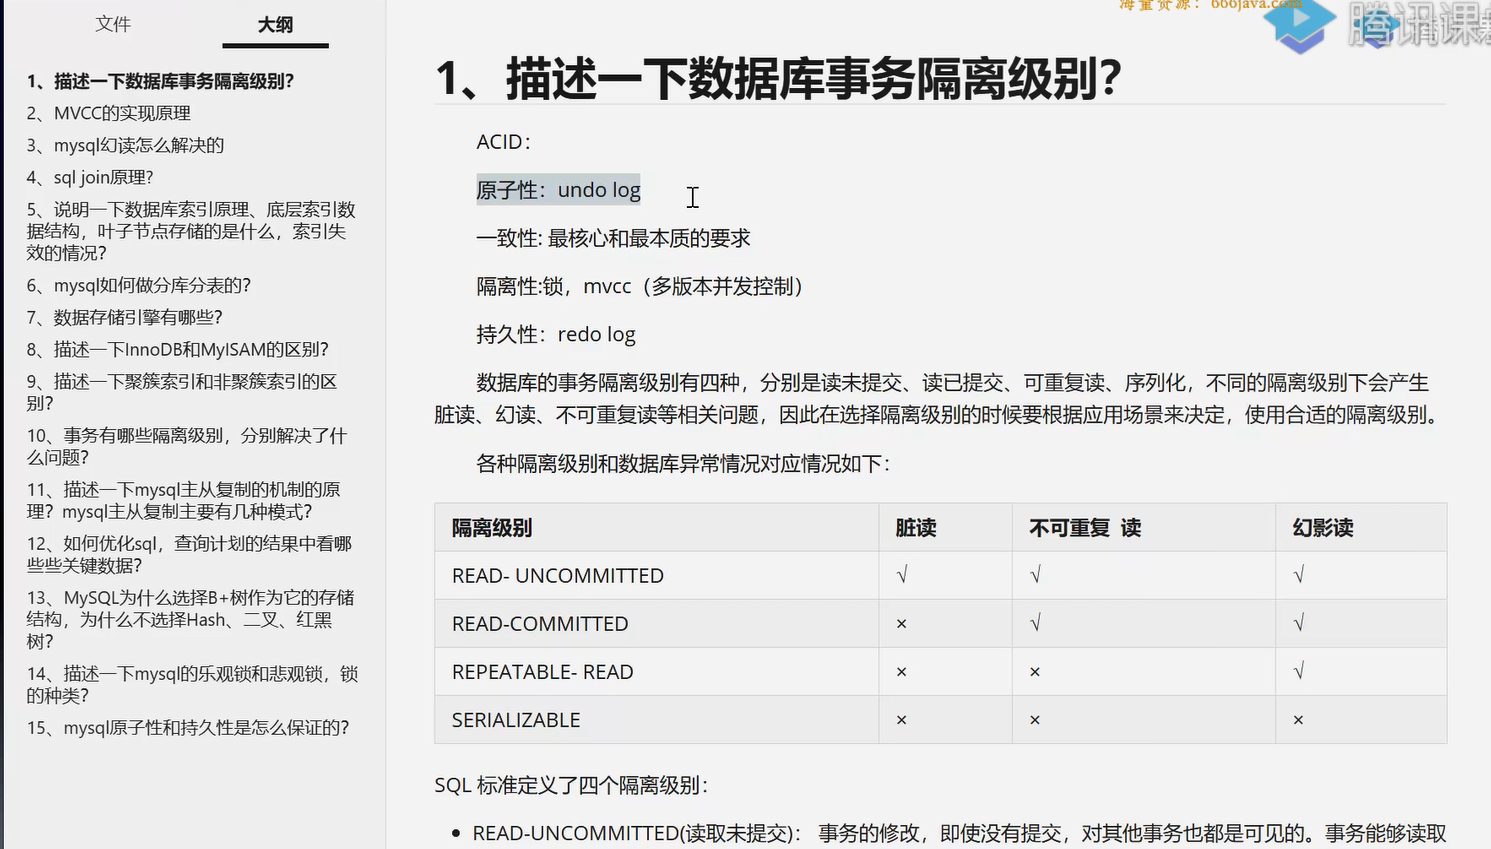 海量资源：666java.com
腾讯课
文件
大纲
1、描述一下数据库事务隔离级别？
2、MVCC的实现原理
3、mysql幻读怎么解决的
4、sql join原理？
5、说明一下数据库索引原理、底层索引数
据结构，叶子节点存储的是什么，索引失
效的情况？
6、mysql如何做分库分表的？
7、数据存储引擎有哪些？
8、描述一下InnoDB和MyISAM的区别？
9、描述一下聚簇索引和非聚簇索引的区
别？
10、事务有哪些隔离级别，分别解决了什
么问题？
11、描述一下mysql主从复制的机制的原
理？mysql主从复制主要有几种模式？
12、如何优化sql，查询计划的结果中看哪
些些关键数据？
13、MySQL为什么选择B+树作为它的存储
结构，为什么不选择Hash、二叉、红黑
树？
14、描述一下mysql的乐观锁和悲观锁，锁
的种类？
15、mysql原子性和持久性是怎么保证的？
1、描述一下数据库事务隔离级别？
ACID：
原子性：undo log
一致性: 最核心和最本质的要求
隔离性:锁，mvcc（多版本并发控制）
持久性：redo log
数据库的事务隔离级别有四种，分别是读未提交、读已提交、可重复读、序列化，不同的隔离级别下会产生
脏读、幻读、不可重复读等相关问题，因此在选择隔离级别的时候要根据应用场景来决定，使用合适的隔离级别。
各种隔离级别和数据库异常情况对应情况如下：
隔离级别 脏读 不可重复 读 幻影读
READ- UNCOMMITTED √ √ √
READ-COMMITTED × √ √
REPEATABLE- READ × × √
SERIALIZABLE × × ×
SQL 标准定义了四个隔离级别：
• READ-UNCOMMITTED(读取未提交)： 事务的修改，即使没有提交，对其他事务也都是可见的。事务能够读取